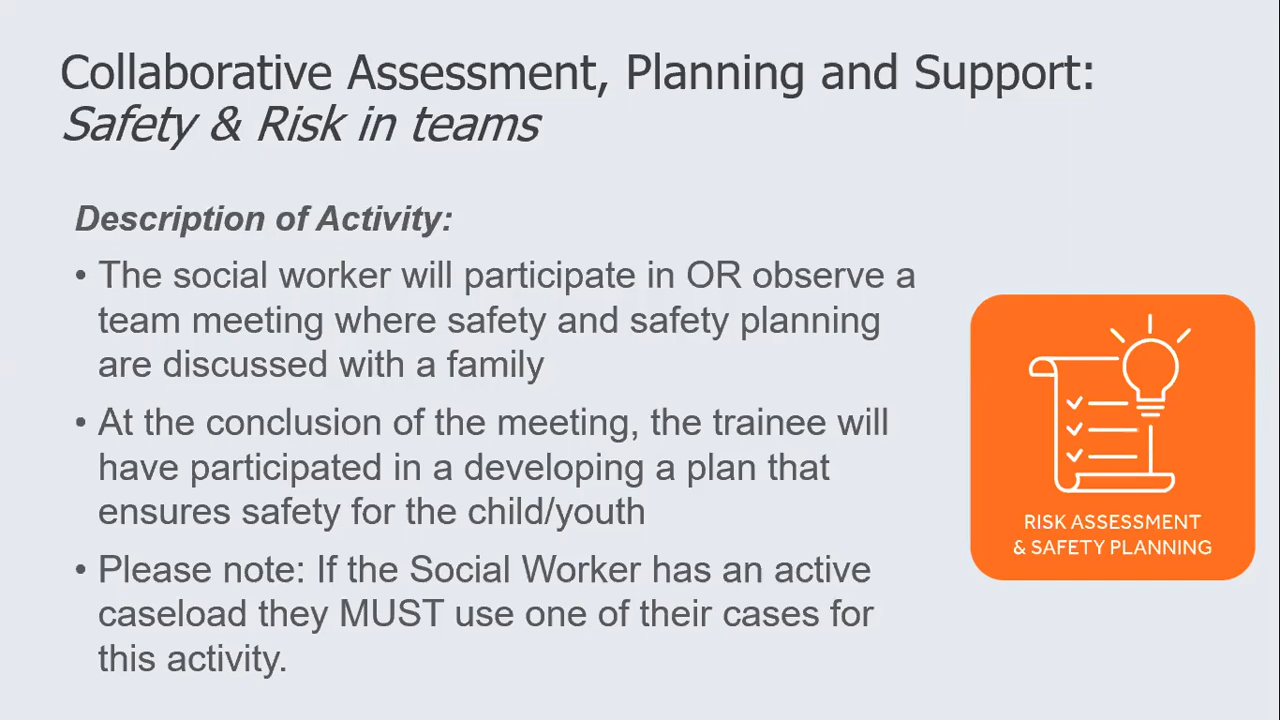 Collaborative Assessment, Planning and Support:
Safety & Risk in teams
Description of Activity:
• The social worker will participate in OR observe a
team meeting where safety and safety planning
are discussed with a family
• At the conclusion of the meeting, the trainee will
have participated in a developing a plan that
ensures safety for the child/youth
• Please note: If the Social Worker has an active
caseload they MUST use one of their cases for
this activity.
RISK ASSESSMENT
& SAFETY PLANNING